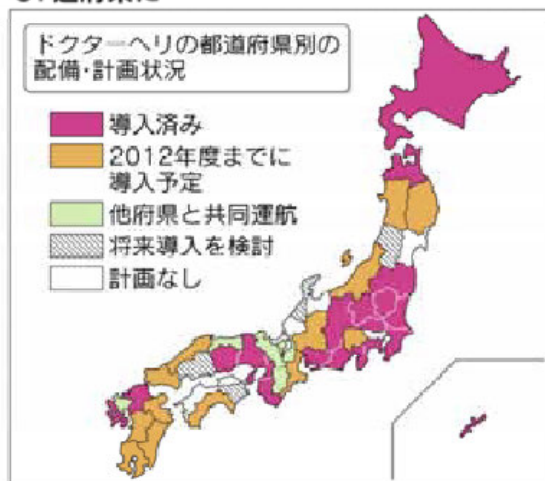 ドクターヘリの都道府県別の
配備・計画状況
導入済み
2012年度までに
導入予定
他府県と共同運航
将来導入を検討
計画なし